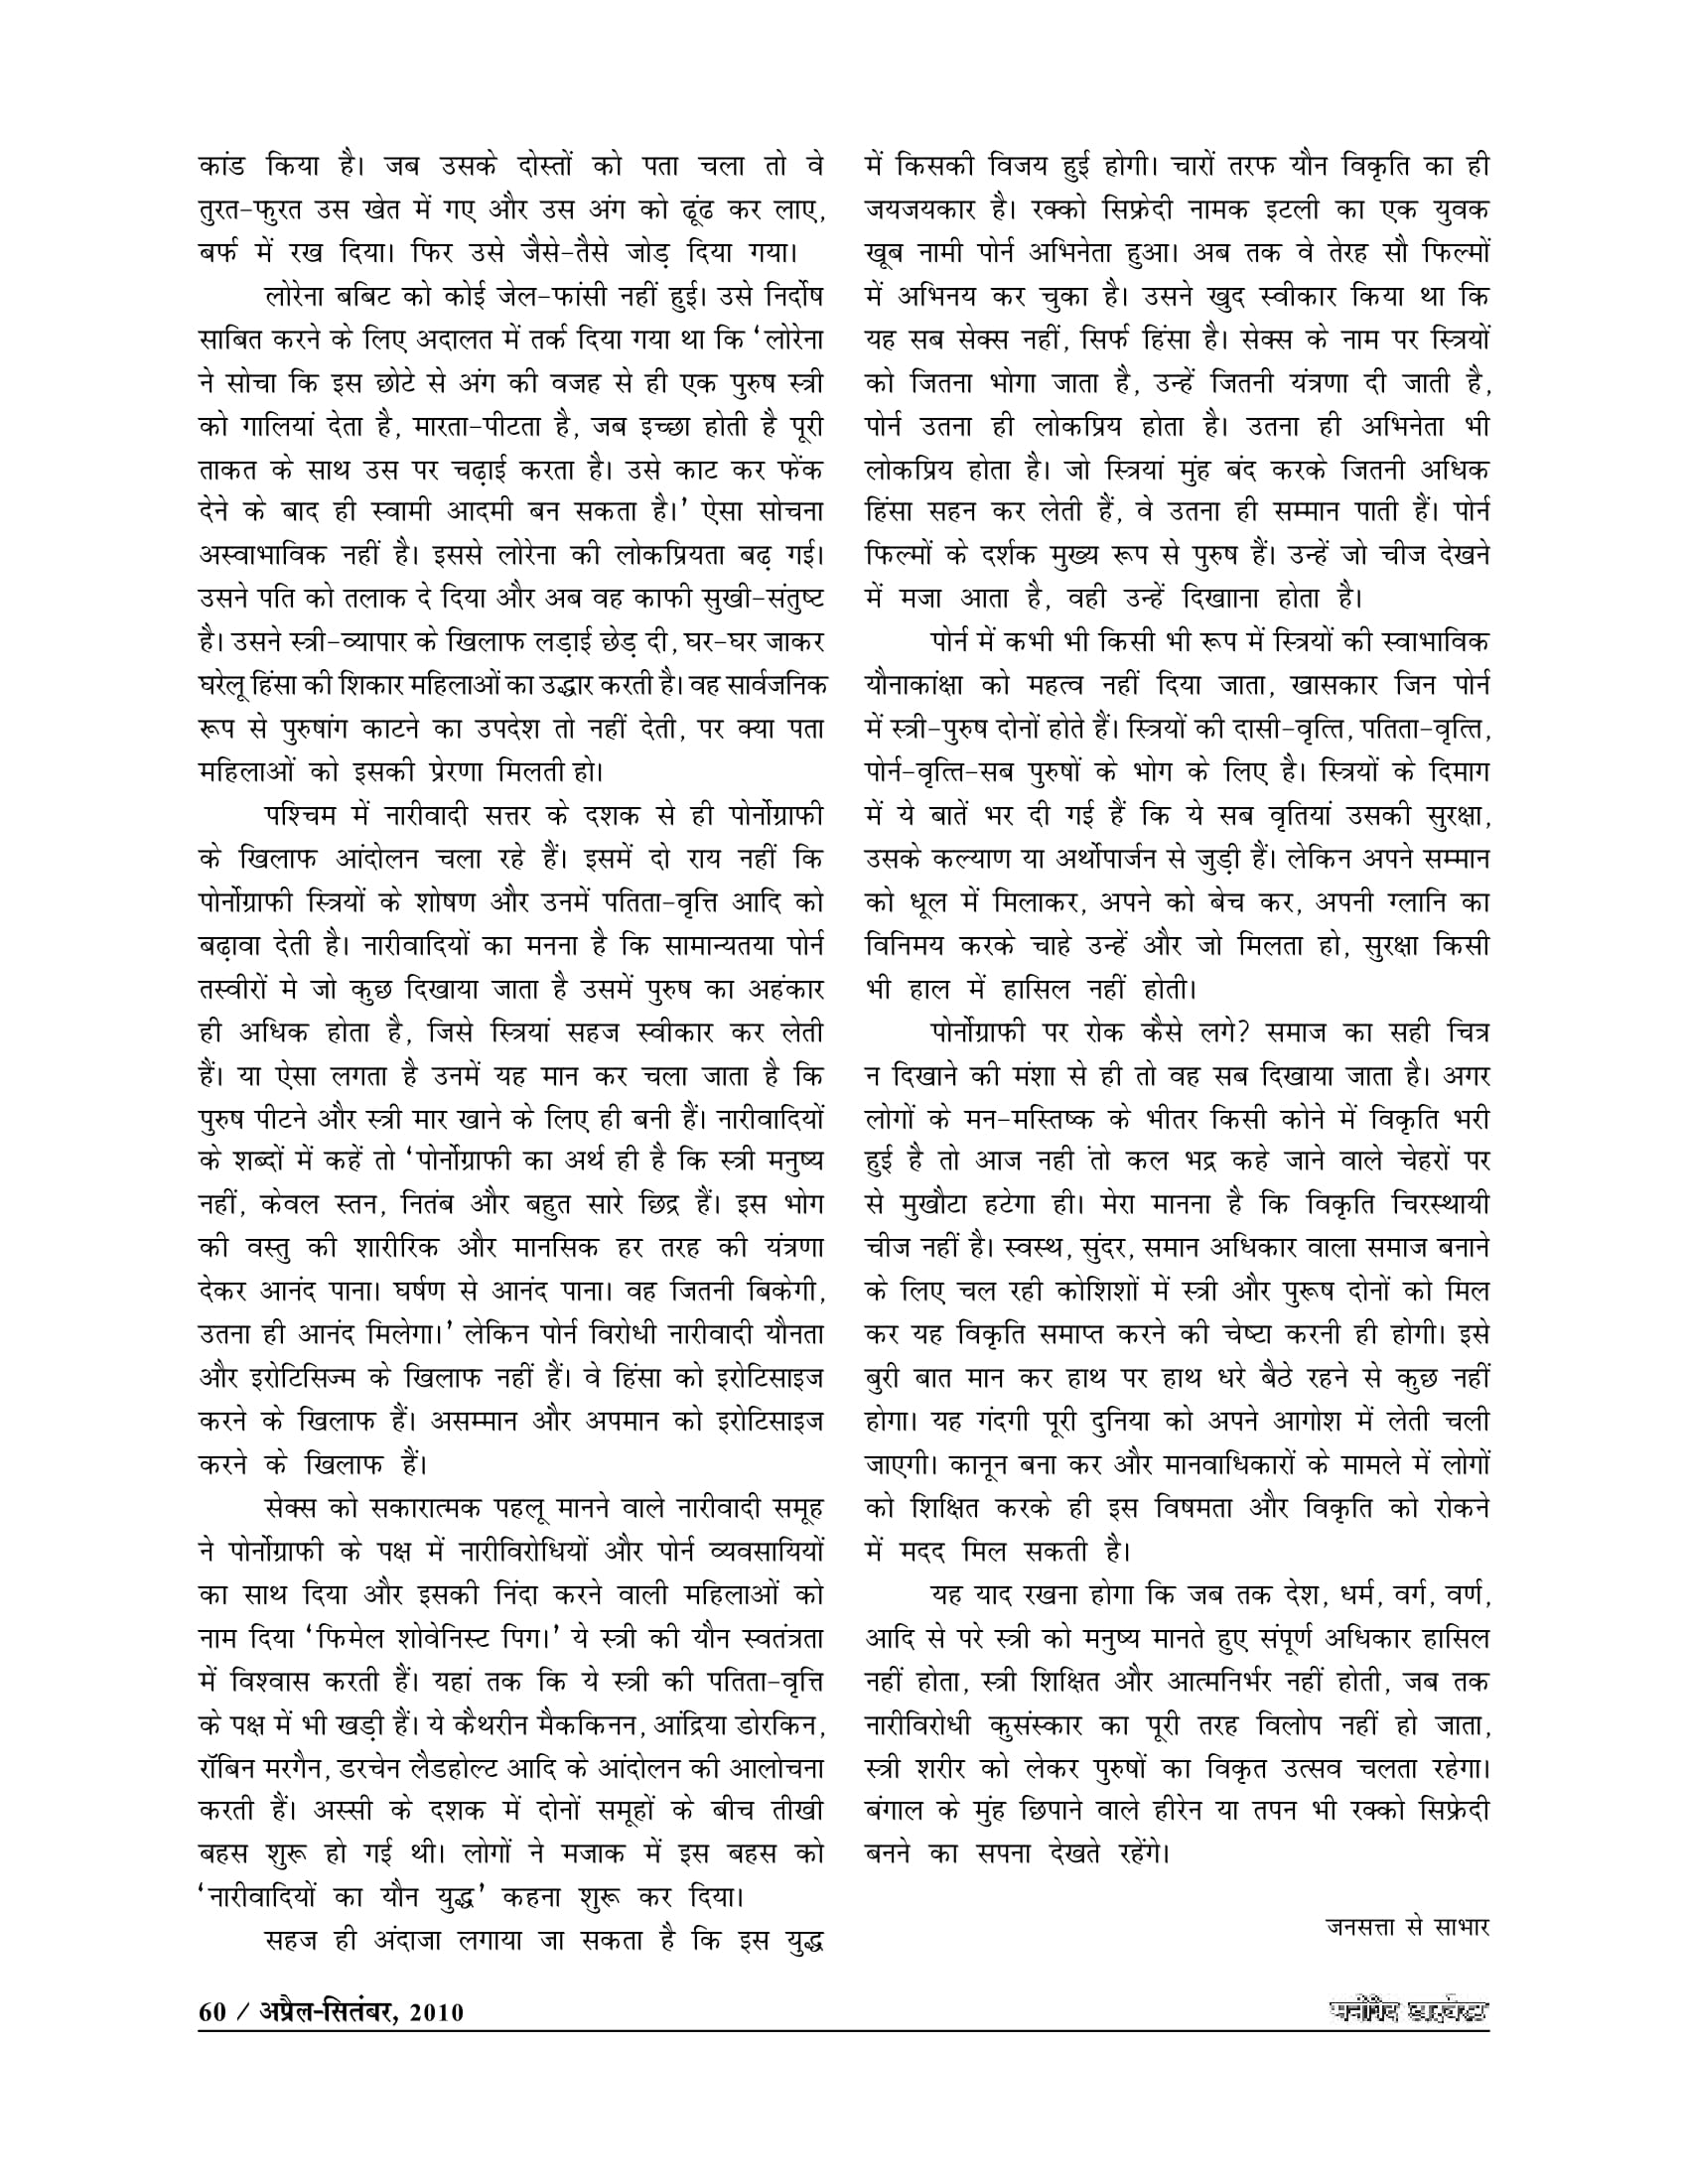 कांड किया है। जब उसके दोस्तों को पता चला तो वे
तुरत-फुरत उस खेत में गए और उस अंग को ढूंढ कर लाए,
बर्फ में रख दिया। फिर उसे जैसे-तैसे जोड़ दिया गया।
लोरेना बबिट को कोई जेल-फांसी नहीं हुई। उसे निर्दोष
साबित करने के लिए अदालत में तर्क दिया गया था कि ‘लोरेना
ने सोचा कि इस छोटे से अंग की वजह से ही एक पुरुष स्त्री
को गालियां देता है, मारता-पीटता है, जब इच्छा होती है पूरी
ताकत के साथ उस पर चढ़ाई करता है। उसे काट कर फेंक
देने के बाद ही स्वामी आदमी बन सकता है।’ ऐसा सोचना
अस्वाभाविक नहीं है। इससे लोरेना की लोकप्रियता बढ़ गई।
उसने पति को तलाक दे दिया और अब वह काफी सुखी-संतुष्ट
है। उसने स्त्री-व्यापार के खिलाफ लड़ाई छेड़ दी, घर-घर जाकर
घरेलू हिंसा की शिकार महिलाओं का उद्धार करती है। वह सार्वजनिक
रूप से पुरुषांग काटने का उपदेश तो नहीं देती, पर क्या पता
महिलाओं को इसकी प्रेरणा मिलती हो।
पश्चिम में नारीवादी सत्तर के दशक से ही पोर्नोग्राफी
के खिलाफ आंदोलन चला रहे हैं। इसमें दो राय नहीं कि
पोर्नोग्राफी स्त्रियों के शोषण और उनमें पतिता-वृत्ति आदि को
बढ़ावा देती है। नारीवादियों का मनना है कि सामान्यतया पोर्न
तस्वीरों मे जो कुछ दिखाया जाता है उसमें पुरुष का अहंकार
ही अधिक होता है, जिसे स्त्रियां सहज स्वीकार कर लेती
हैं। या ऐसा लगता है उनमें यह मान कर चला जाता है कि
पुरुष पीटने और स्त्री मार खाने के लिए ही बनी हैं। नारीवादियों
के शब्दों में कहें तो ‘पोर्नोग्राफी का अर्थ ही है कि स्त्री मनुष्य
नहीं, केवल स्तन, नितंब और बहुत सारे छिद्र हैं। इस भोग
की वस्तु की शारीरिक और मानसिक हर तरह की यंत्रणा
देकर आनंद पाना। घर्षण से आनंद पाना। वह जितनी बिकेगी,
उतना ही आनंद मिलेगा।’ लेकिन पोर्न विरोधी नारीवादी यौनता
और इरोटिसिज्म के खिलाफ नहीं हैं। वे हिंसा को इरोटिसाइज
करने के खिलाफ हैं। असम्मान और अपमान को इरोटिसाइज
करने के खिलाफ हैं।
सेक्स को सकारात्मक पहलू मानने वाले नारीवादी समूह
ने पोर्नोग्राफी के पक्ष में नारीविरोधियों और पोर्न व्यवसायियों
का साथ दिया और इसकी निंदा करने वाली महिलाओं को
नाम दिया ‘फिमेल शोवेनिस्ट पिग।’ ये स्त्री की यौन स्वतंत्रता
में विश्वास करती हैं। यहां तक कि ये स्त्री की पतिता-वृत्ति
के पक्ष में भी खड़ी हैं। ये कैथरीन मैककिनन, आंद्रिया डोरकिन,
रॉबिन मरगैन, डरचेन लैडहोल्ट आदि के आंदोलन की आलोचना
करती हैं। अस्सी के दशक में दोनों समूहों के बीच तीखी
बहस शुरू हो गई थी। लोगों ने मजाक में इस बहस को
‘नारीवादियों का यौन युद्ध’ कहना शुरू कर दिया।
सहज ही अंदाजा लगाया जा सकता है कि इस युद्ध
में किसकी विजय हुई होगी। चारों तरफ यौन विकृति का ही
जयजयकार है। रक्को सिफ्रेदी नामक इटली का एक युवक
खूब नामी पोर्न अभिनेता हुआ। अब तक वे तेरह सौ फिल्मों
में अभिनय कर चुका है। उसने खुद स्वीकार किया था कि
यह सब सेक्स नहीं, सिर्फ हिंसा है। सेक्स के नाम पर स्त्रियों
को जितना भोगा जाता है, उन्हें जितनी यंत्रणा दी जाती है,
पोर्न उतना ही लोकप्रिय होता है। उतना ही अभिनेता भी
लोकप्रिय होता है। जो स्त्रियां मुंह बंद करके जितनी अधिक
हिंसा सहन कर लेती हैं, वे उतना ही सम्मान पाती हैं। पोर्न
फिल्मों के दर्शक मुख्य रूप से पुरुष हैं। उन्हें जो चीज देखने
में मजा आता है, वही उन्हें दिखााना होता है।
पोर्न में कभी भी किसी भी रूप में स्त्रियों की स्वाभाविक
यौनाकांक्षा को महत्व नहीं दिया जाता, खासकार जिन पोर्न
में स्त्री-पुरुष दोनों होते हैं। स्त्रियों की दासी-वृत्ति, पतिता-वृत्ति,
पोर्न-वृत्ति-सब पुरुषों के भोग के लिए है। स्त्रियों के दिमाग
में ये बातें भर दी गई हैं कि ये सब वृतियां उसकी सुरक्षा,
उसके कल्याण या अर्थोपार्जन से जुड़ी हैं। लेकिन अपने सम्मान
को धूल में मिलाकर, अपने को बेच कर, अपनी ग्लानि का
विनिमय करके चाहे उन्हें और जो मिलता हो, सुरक्षा किसी
भी हाल में हासिल नहीं होती।
पोर्नोग्राफी पर रोक कैसे लगे? समाज का सही चित्र
न दिखाने की मंशा से ही तो वह सब दिखाया जाता है। अगर
लोगों के मन-मस्तिष्क के भीतर किसी कोने में विकृति भरी
हुई है तो आज नही ंतो कल भद्र कहे जाने वाले चेहरों पर
से मुखौटा हटेगा ही। मेरा मानना है कि विकृति चिरस्थायी
चीज नहीं है। स्वस्थ, सुंदर, समान अधिकार वाला समाज बनाने
के लिए चल रही कोशिशों में स्त्री और पुरूष दोनों को मिल
कर यह विकृति समाप्त करने की चेष्टा करनी ही होगी। इसे
बुरी बात मान कर हाथ पर हाथ धरे बैठे रहने से कुछ नहीं
होगा। यह गंदगी पूरी दुनिया को अपने आगोश में लेती चली
जाएगी। कानून बना कर और मानवाधिकारों के मामले में लोगों
को शिक्षित करके ही इस विषमता और विकृति को रोकने
में मदद मिल सकती है।
यह याद रखना होगा कि जब तक देश, धर्म, वर्ग, वर्ण,
आदि से परे स्त्री को मनुष्य मानते हुए संपूर्ण अधिकार हासिल
नहीं होता, स्त्री शिक्षित और आत्मनिर्भर नहीं होती, जब तक
नारीविरोधी कुसंस्कार का पूरी तरह विलोप नहीं हो जाता,
स्त्री शरीर को लेकर पुरुषों का विकृत उत्सव चलता रहेगा।
बंगाल के मुंह छिपाने वाले हीरेन या तपन भी रक्को सिफ्रेदी
बनने का सपना देखते रहेंगे।
जनसत्ता से साभार
60 / अप्रैल-सितंबर, 2010